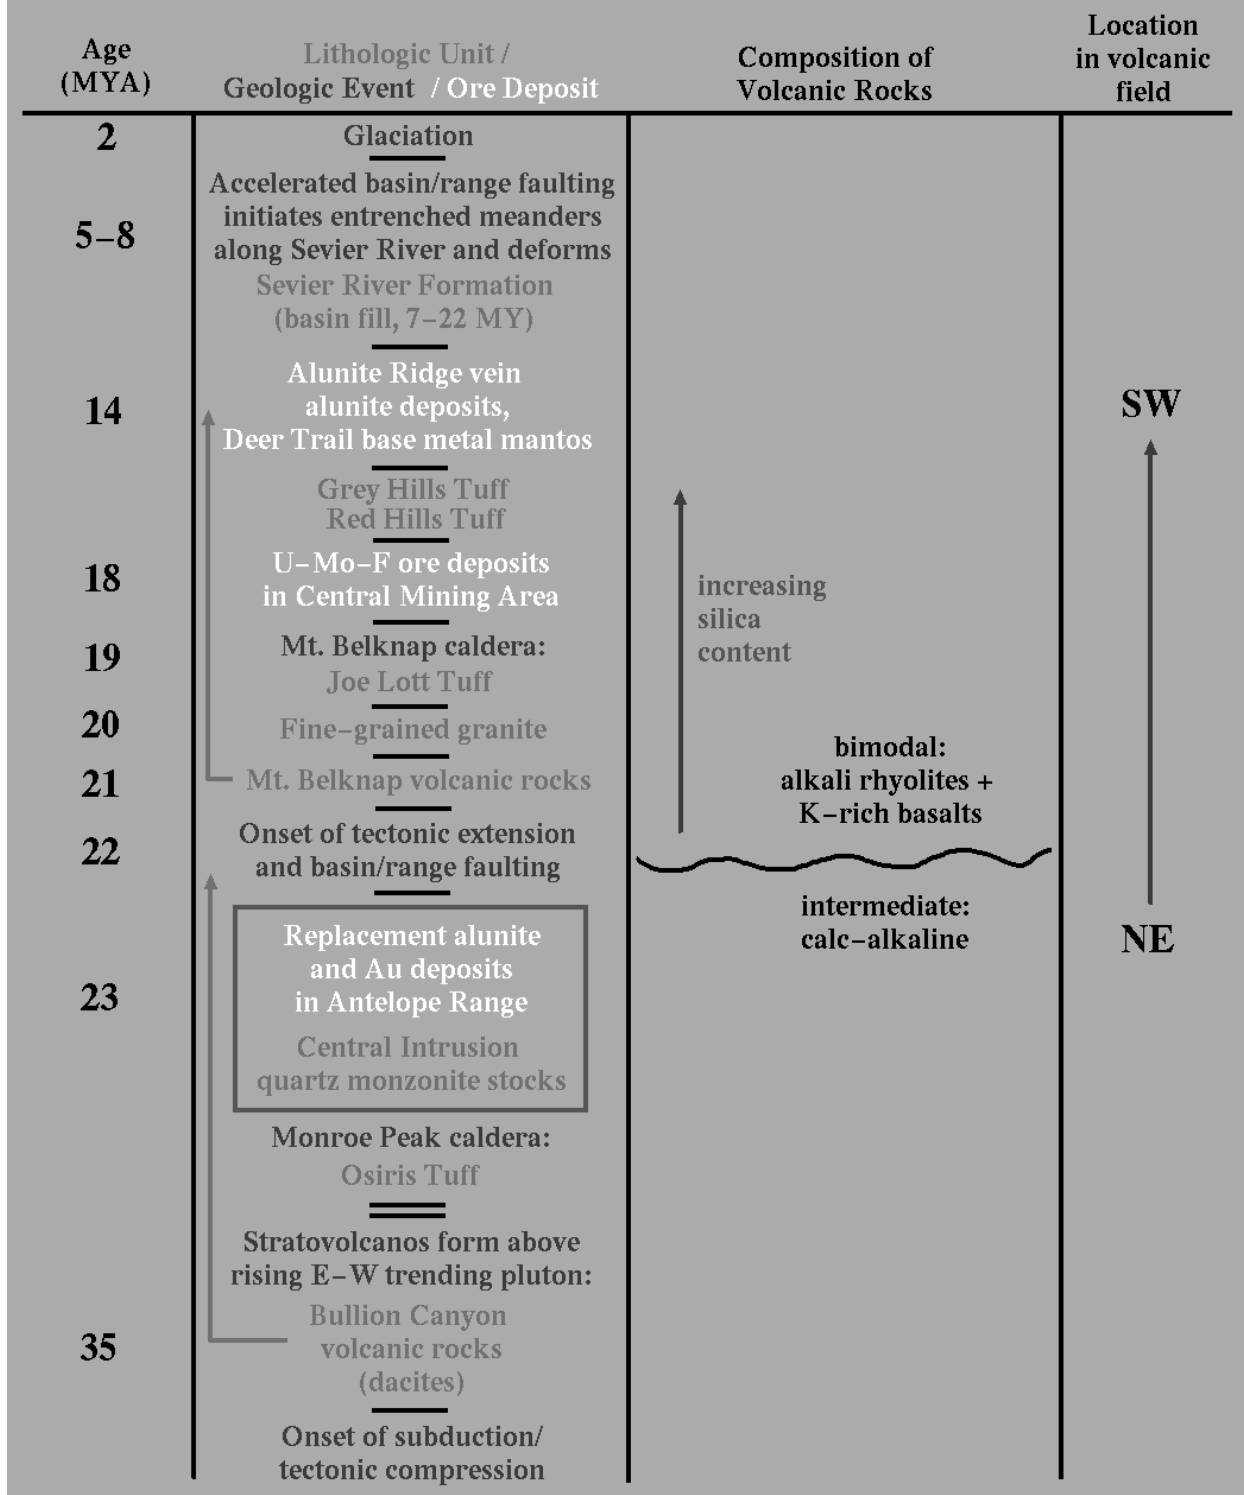 Age
(MYA)
Lithologic Unit /
Geologic Event / Ore Deposit
Composition of
Volcanic Rocks
Location
in volcanic
field
2
Glaciation
5–8
Accelerated basin/range faulting
initiates entrenched meanders
along Sevier River and deforms
Sevier River Formation
(basin fill, 7–22 MY)
14
Alunite Ridge vein
alunite deposits,
Deer Trail base metal mantos
SW
Grey Hills Tuff
Red Hills Tuff
18
U–Mo–F ore deposits
in Central Mining Area
increasing
silica
content
19
Mt. Belknap caldera:
Joe Lott Tuff
20
Fine–grained granite
21
Mt. Belknap volcanic rocks
bimodal:
alkali rhyolites +
K–rich basalts
22
Onset of tectonic extension
and basin/range faulting
intermediate:
calc–alkaline
NE
23
Replacement alunite
and Au deposits
in Antelope Range
Central Intrusion
quartz monzonite stocks
Monroe Peak caldera:
Osiris Tuff
Stratovolcanos form above
rising E–W trending pluton:
35
Bullion Canyon
volcanic rocks
(dacites)
Onset of subduction/
tectonic compression